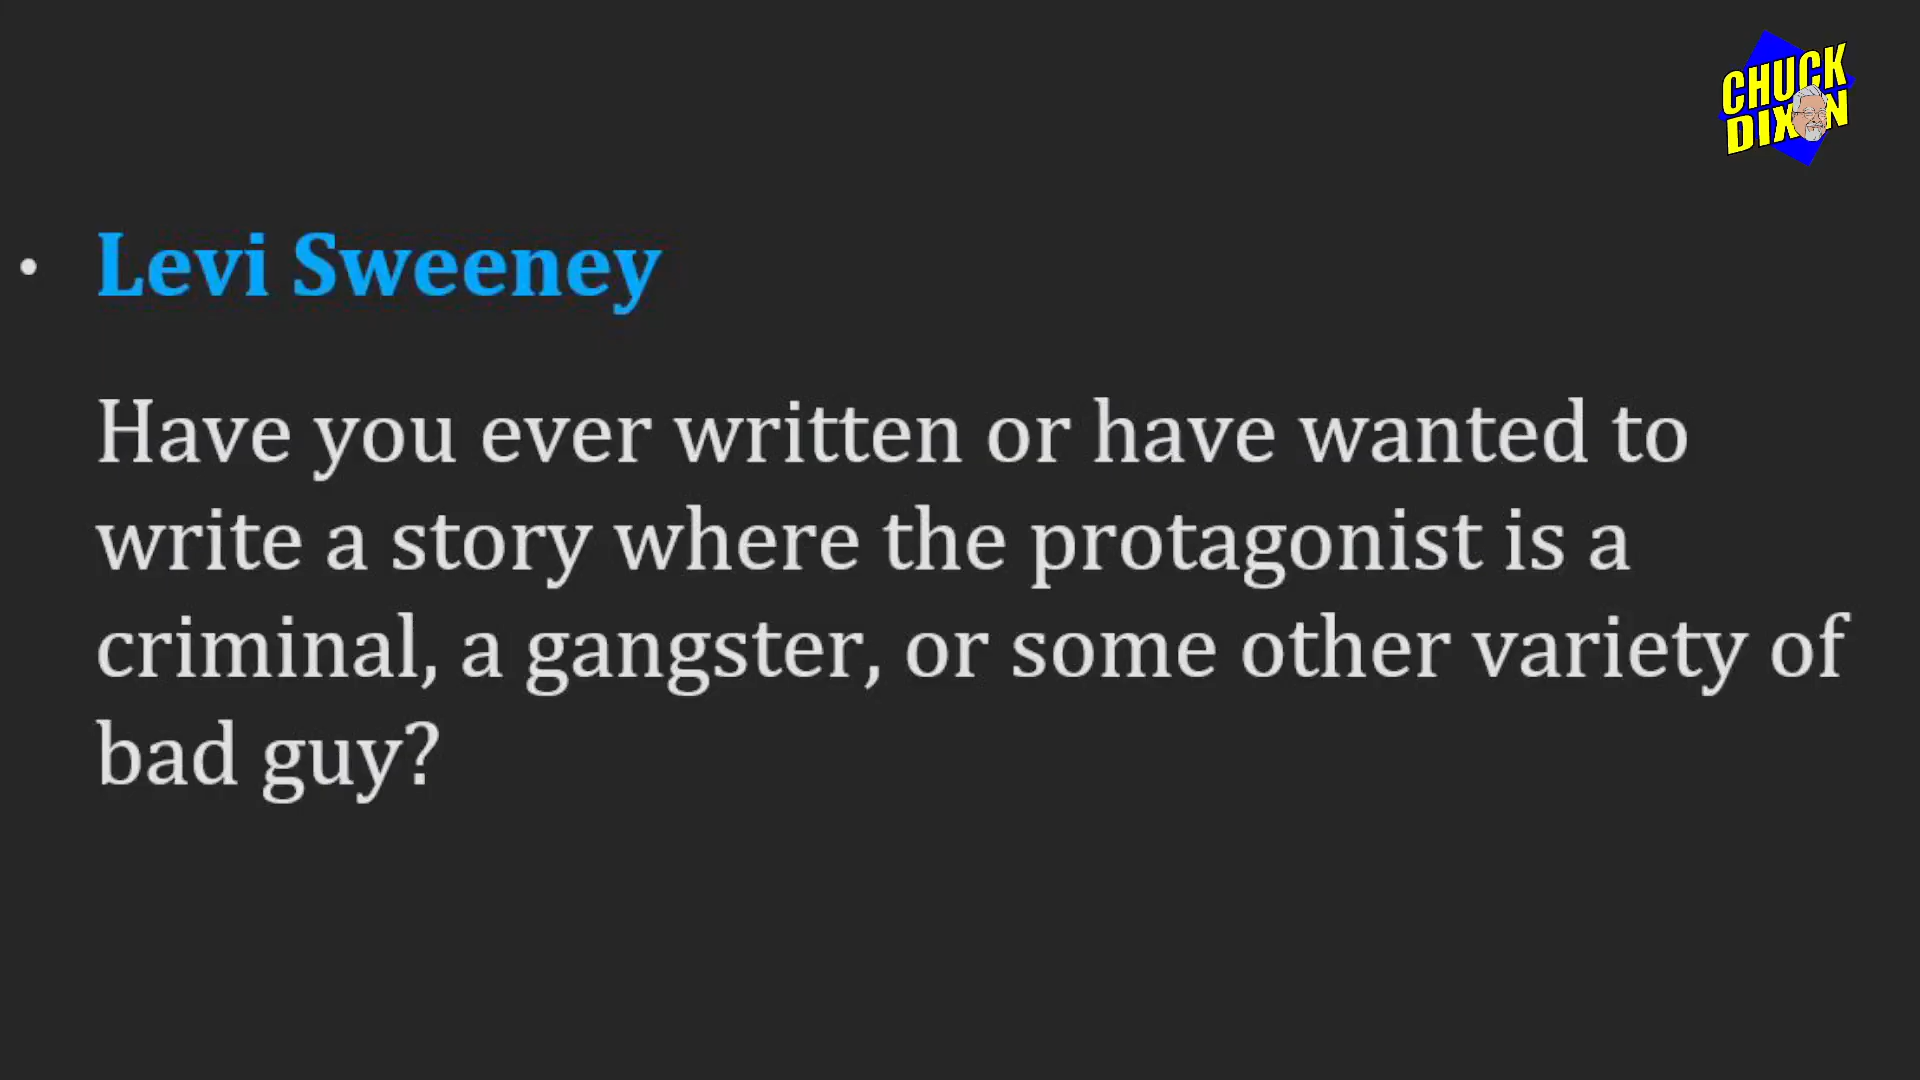 CHUCK
DIXON
• Levi Sweeney
Have you ever written or have wanted to
write a story where the protagonist is a
criminal, a gangster, or some other variety of
bad guy?